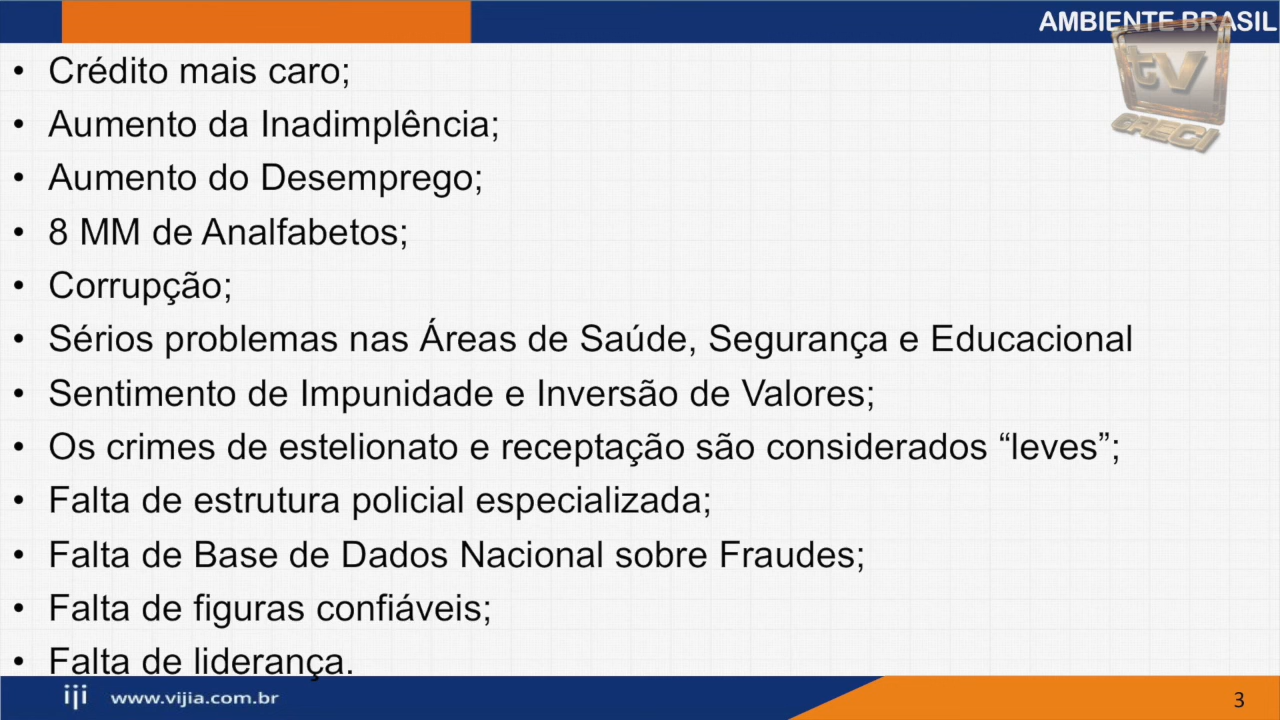 AMBIENTE BRASIL
tv
CRECI
• Crédito mais caro;
• Aumento da Inadimplência;
• Aumento do Desemprego;
• 8 MM de Analfabetos;
• Corrupção;
• Sérios problemas nas Áreas de Saúde, Segurança e Educacional
• Sentimento de Impunidade e Inversão de Valores;
• Os crimes de estelionato e receptação são considerados “leves”;
• Falta de estrutura policial especializada;
• Falta de Base de Dados Nacional sobre Fraudes;
• Falta de figuras confiáveis;
• Falta de liderança.
iji www.vijia.com.br
3